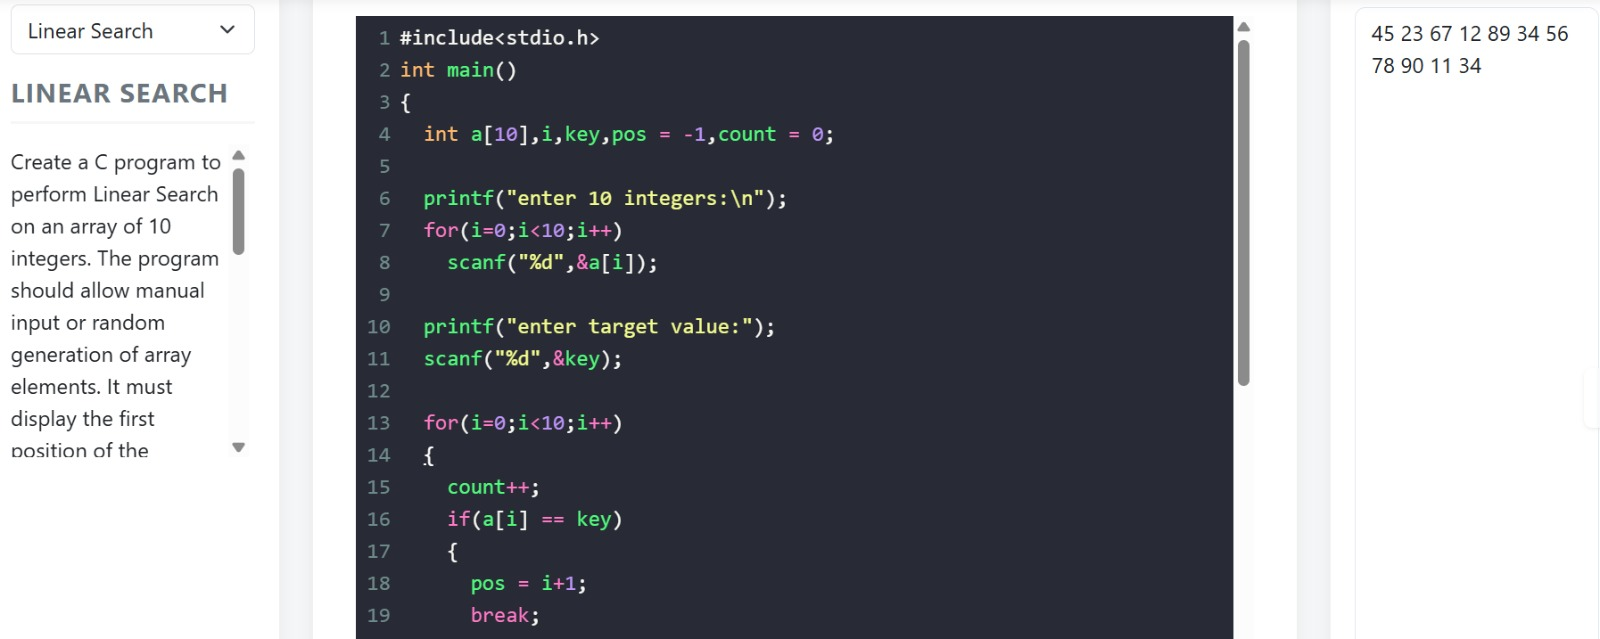 Linear Search
LINEAR SEARCH
Create a C program to
perform Linear Search
on an array of 10
integers. The program
should allow manual
input or random
generation of array
elements. It must
display the first
position of the
1 #include<stdio.h>
2 int main()
3 {
4   int a[10],i,key,pos = -1,count = 0;
5
6   printf("enter 10 integers:\n");
7   for(i=0;i<10;i++)
8     scanf("%d",&a[i]);
9
10   printf("enter target value:");
11   scanf("%d",&key);
12
13   for(i=0;i<10;i++)
14   {
15     count++;
16     if(a[i] == key)
17     {
18       pos = i+1;
19       break;
45 23 67 12 89 34 56
78 90 11 34